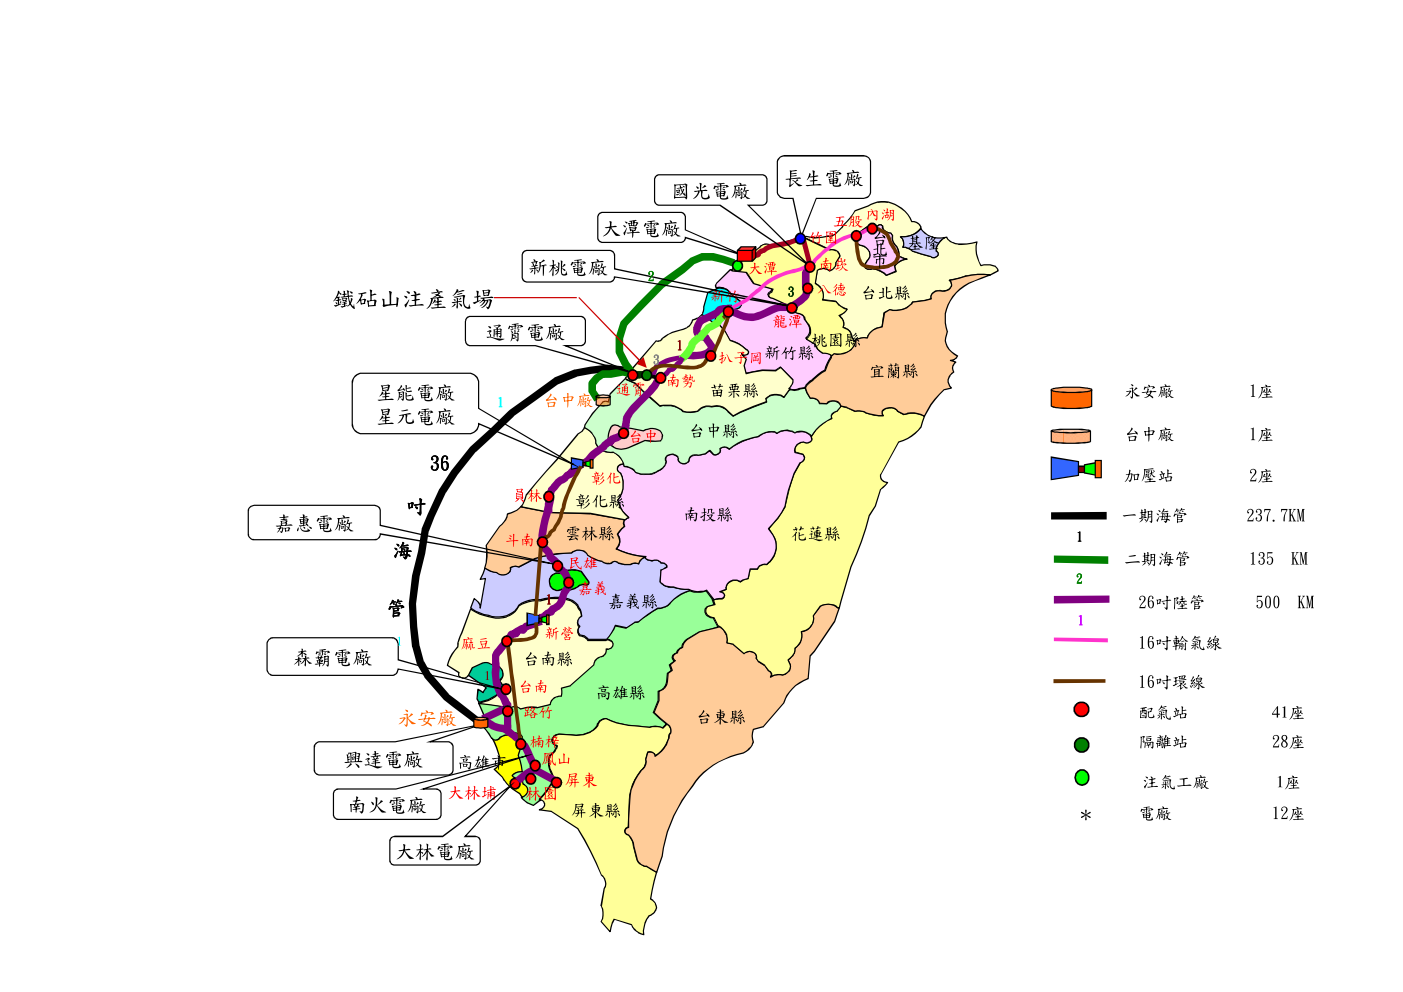 長生電廠
國光電廠
大潭電廠
新桃電廠
鐵砧山注產氣場
通霄電廠
星能電廠
星元電廠
嘉惠電廠
森霸電廠
興達電廠
南火電廠
大林電廠
五股
內湖
竹圍
台北市
基隆
大潭
南崁
2
八德
3
台北縣
新竹
龍潭
桃園縣
1
扒子岡
新竹縣
3
宜蘭縣
通霄
南勢
苗栗縣
台中廠
1
台中
台中縣
36
吋
海
管
彰化
員林
彰化縣
南投縣
斗南
雲林縣
花蓮縣
民雄
嘉義
嘉義縣
1
新營
麻豆
台南縣
1
台南
高雄縣
永安廠
路竹
台東縣
楠梓
鳳山
高雄市
大林埔
林園
屏東
屏東縣
永安廠 1座
台中廠 1座
加壓站 2座
一期海管 237.7KM
1
二期海管 135 KM
2
26吋陸管 500 KM
1
16吋輸氣線
16吋環線
配氣站 41座
隔離站 28座
注氣工廠 1座
* 電廠 12座